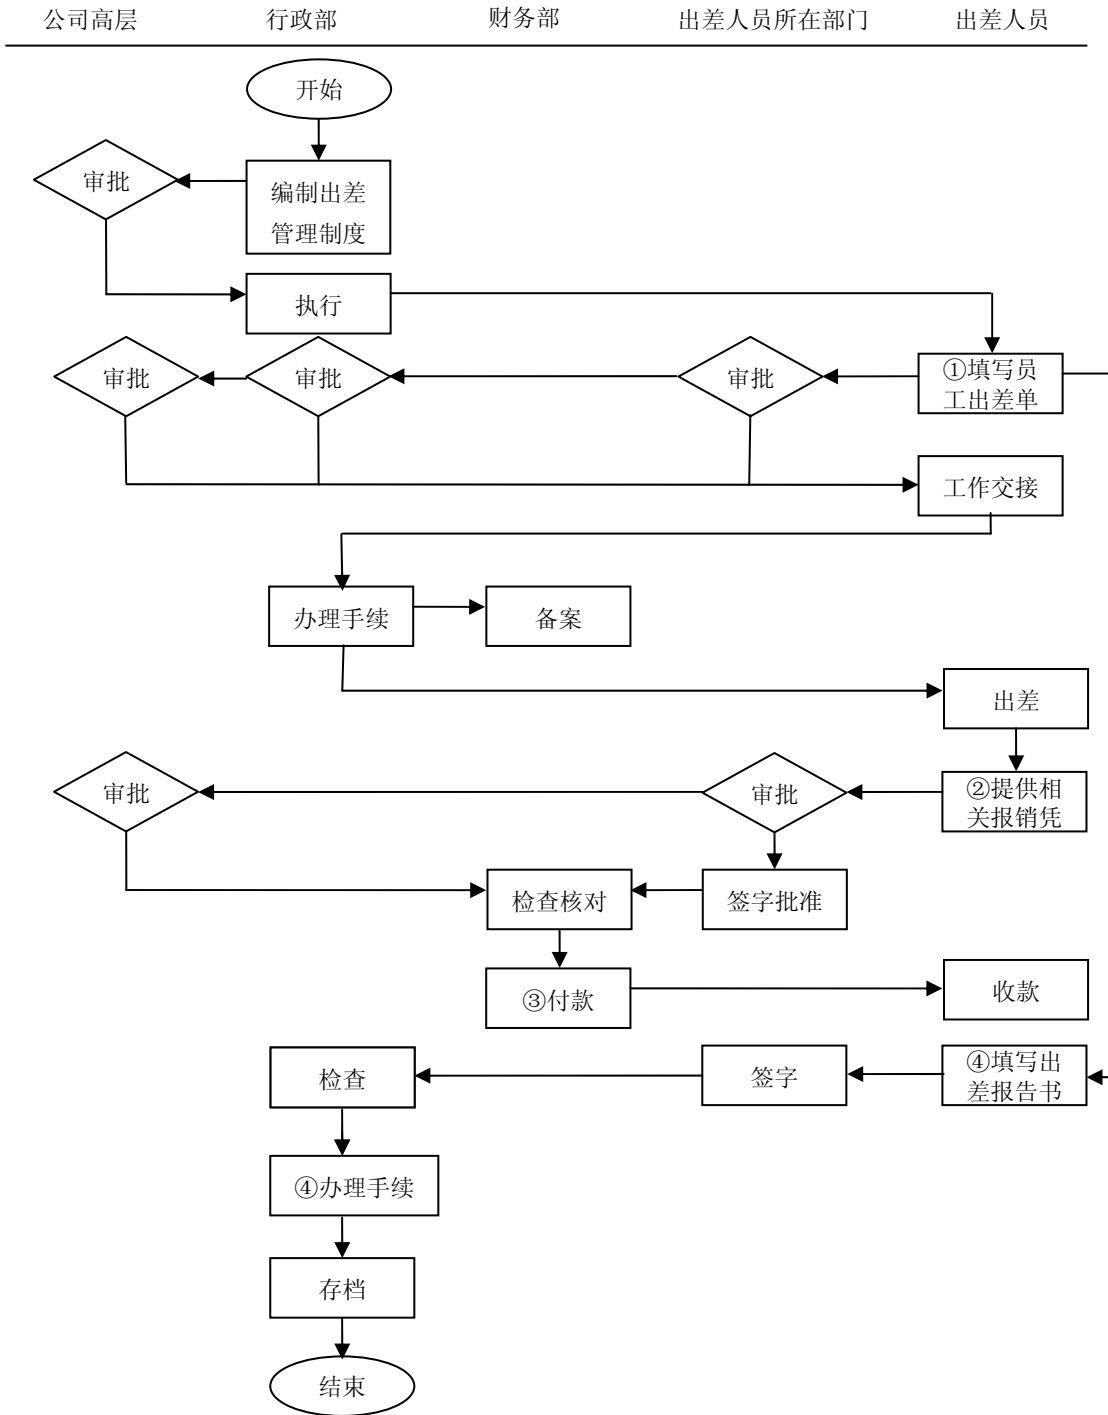 公司高层
行政部
财务部
出差人员所在部门
出差人员
开始
审批
编制出差
管理制度
执行
审批
审批
审批
①填写员
工出差单
工作交接
办理手续
备案
出差
审批
审批
②提供相
关报销凭
检查核对
签字批准
③付款
收款
检查
签字
④填写出
差报告书
④办理手续
存档
结束